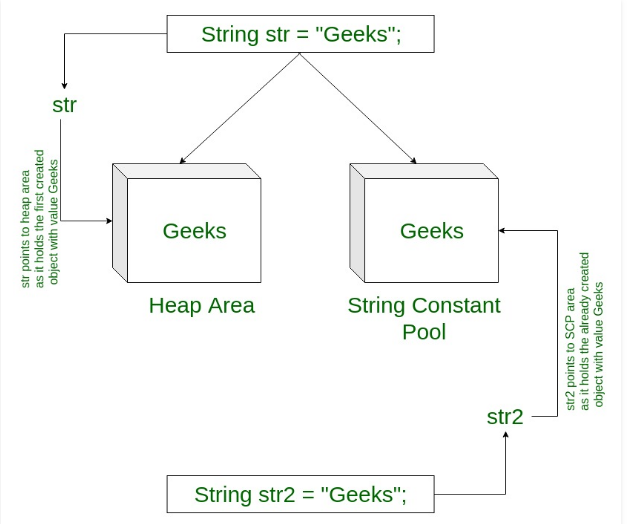 String str = "Geeks";
str
str points to heap area
as it holds the first created
object with value Geeks
Geeks
Geeks
Heap Area
String Constant
Pool
str2 points to SCP area
as it holds the already created
object with value Geeks
str2
String str2 = "Geeks";